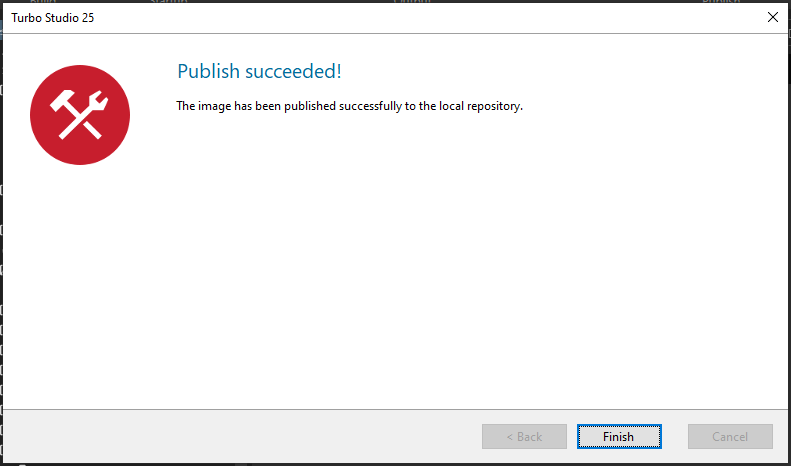 Turbo Studio 25
Publish succeeded!
The image has been published successfully to the local repository.
< Back
Finish
Cancel